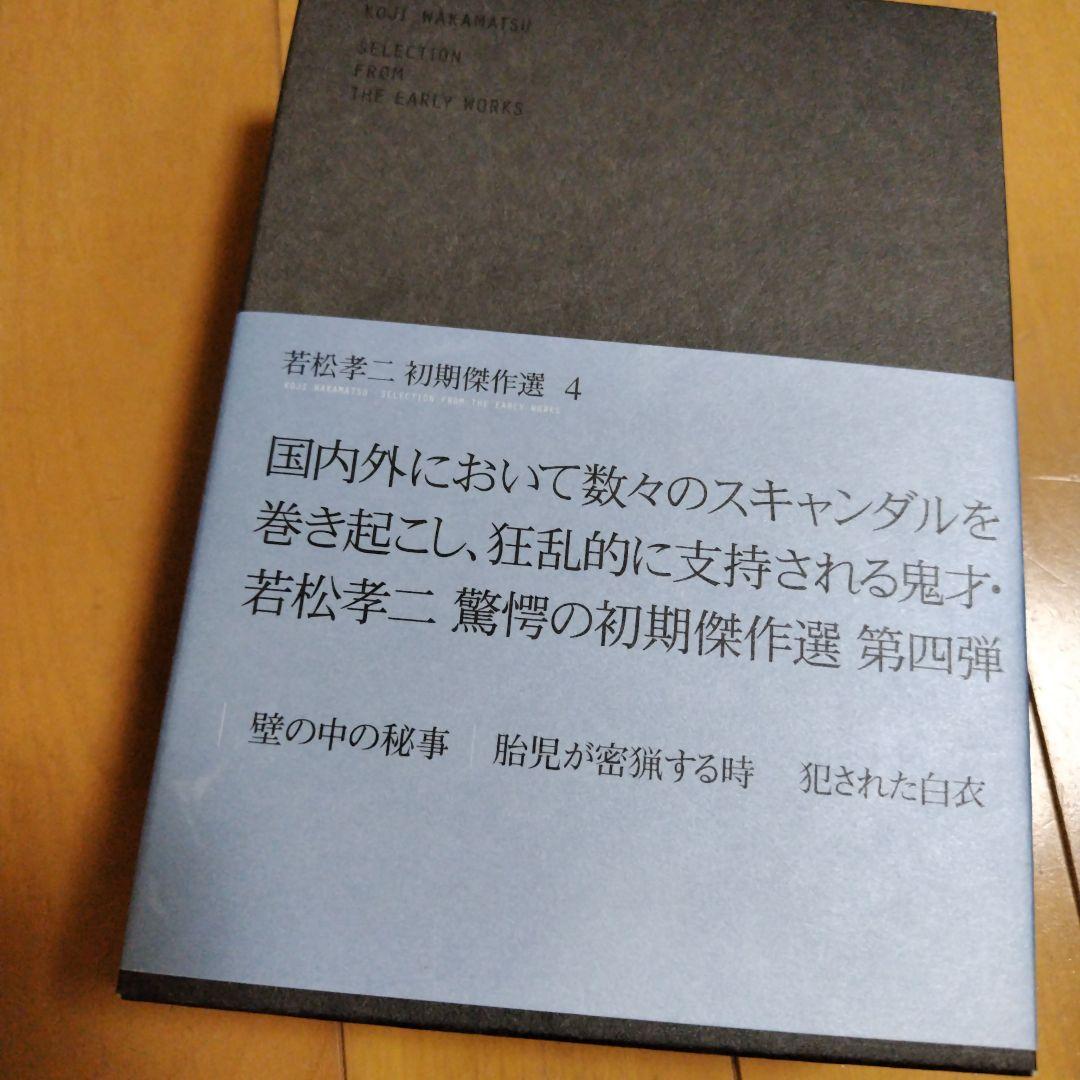 KOJI WAKAMATSU
SELECTION
FROM
THE EARLY WORKS
若松孝二 初期傑作選 4
KOJI WAKAMATSU SELECTION FROM THE EARLY WORKS
国内外において数々のスキャンダルを
巻き起こし、狂乱的に支持される鬼才・
若松孝二 驚愕の初期傑作選 第四弾
壁の中の秘事 胎児が密猟する時 犯された白衣